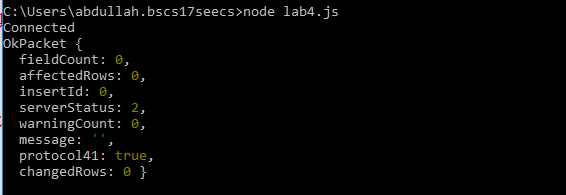 C:\Users\abdullah.bscs17seecs>node lab4.js
Connected
OkPacket {
  fieldCount: 0,
  affectedRows: 0,
  insertId: 0,
  serverStatus: 2,
  warningCount: 0,
  message: '',
  protocol41: true,
  changedRows: 0 }